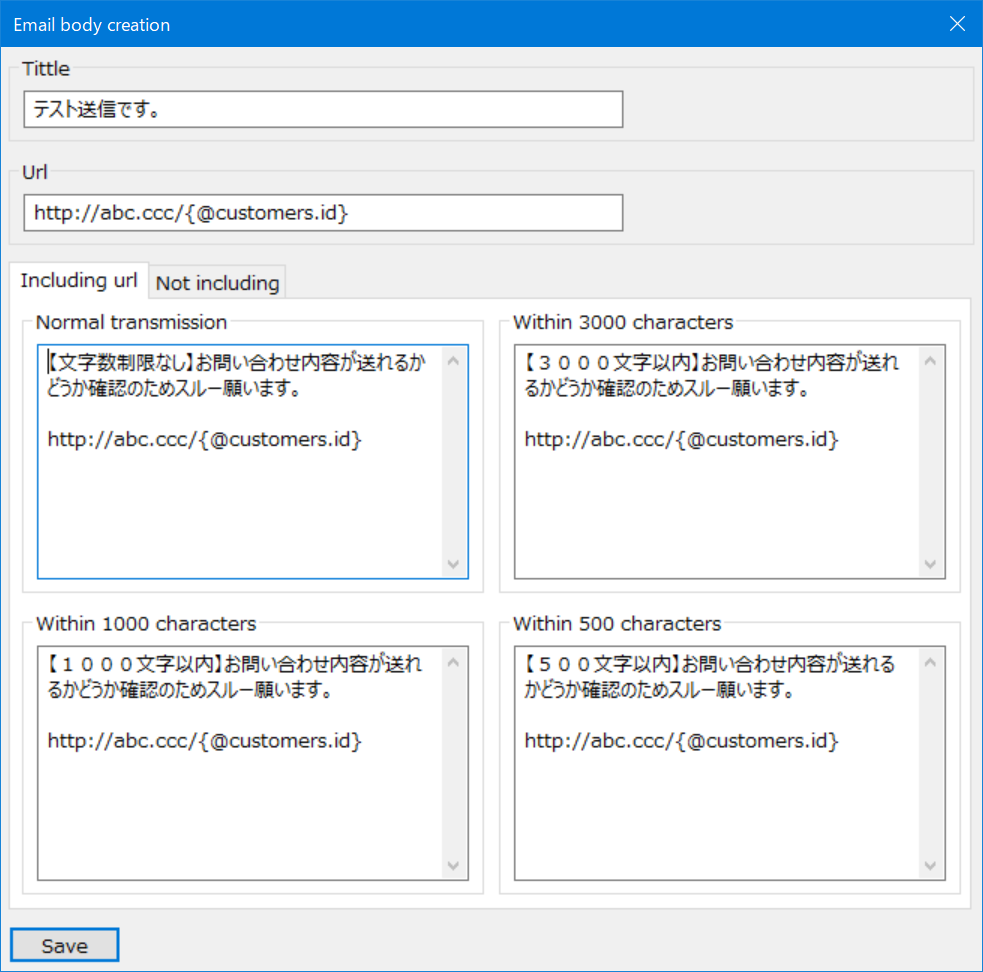 Email body creation
Tittle
テスト送信です。
Url
http://abc.ccc/{@customers.id}
Including url
Not including
Normal transmission
【文字数制限なし】お問い合わせ内容が送れるか
どうか確認のためスルー願います。
http://abc.ccc/{@customers.id}
Within 3000 characters
【３０００文字以内】お問い合わせ内容が送れ
るかどうか確認のためスルー願います。
http://abc.ccc/{@customers.id}
Within 1000 characters
【１０００文字以内】お問い合わせ内容が送れ
るかどうか確認のためスルー願います。
http://abc.ccc/{@customers.id}
Within 500 characters
【５００文字以内】お問い合わせ内容が送れる
かどうか確認のためスルー願います。
http://abc.ccc/{@customers.id}
Save